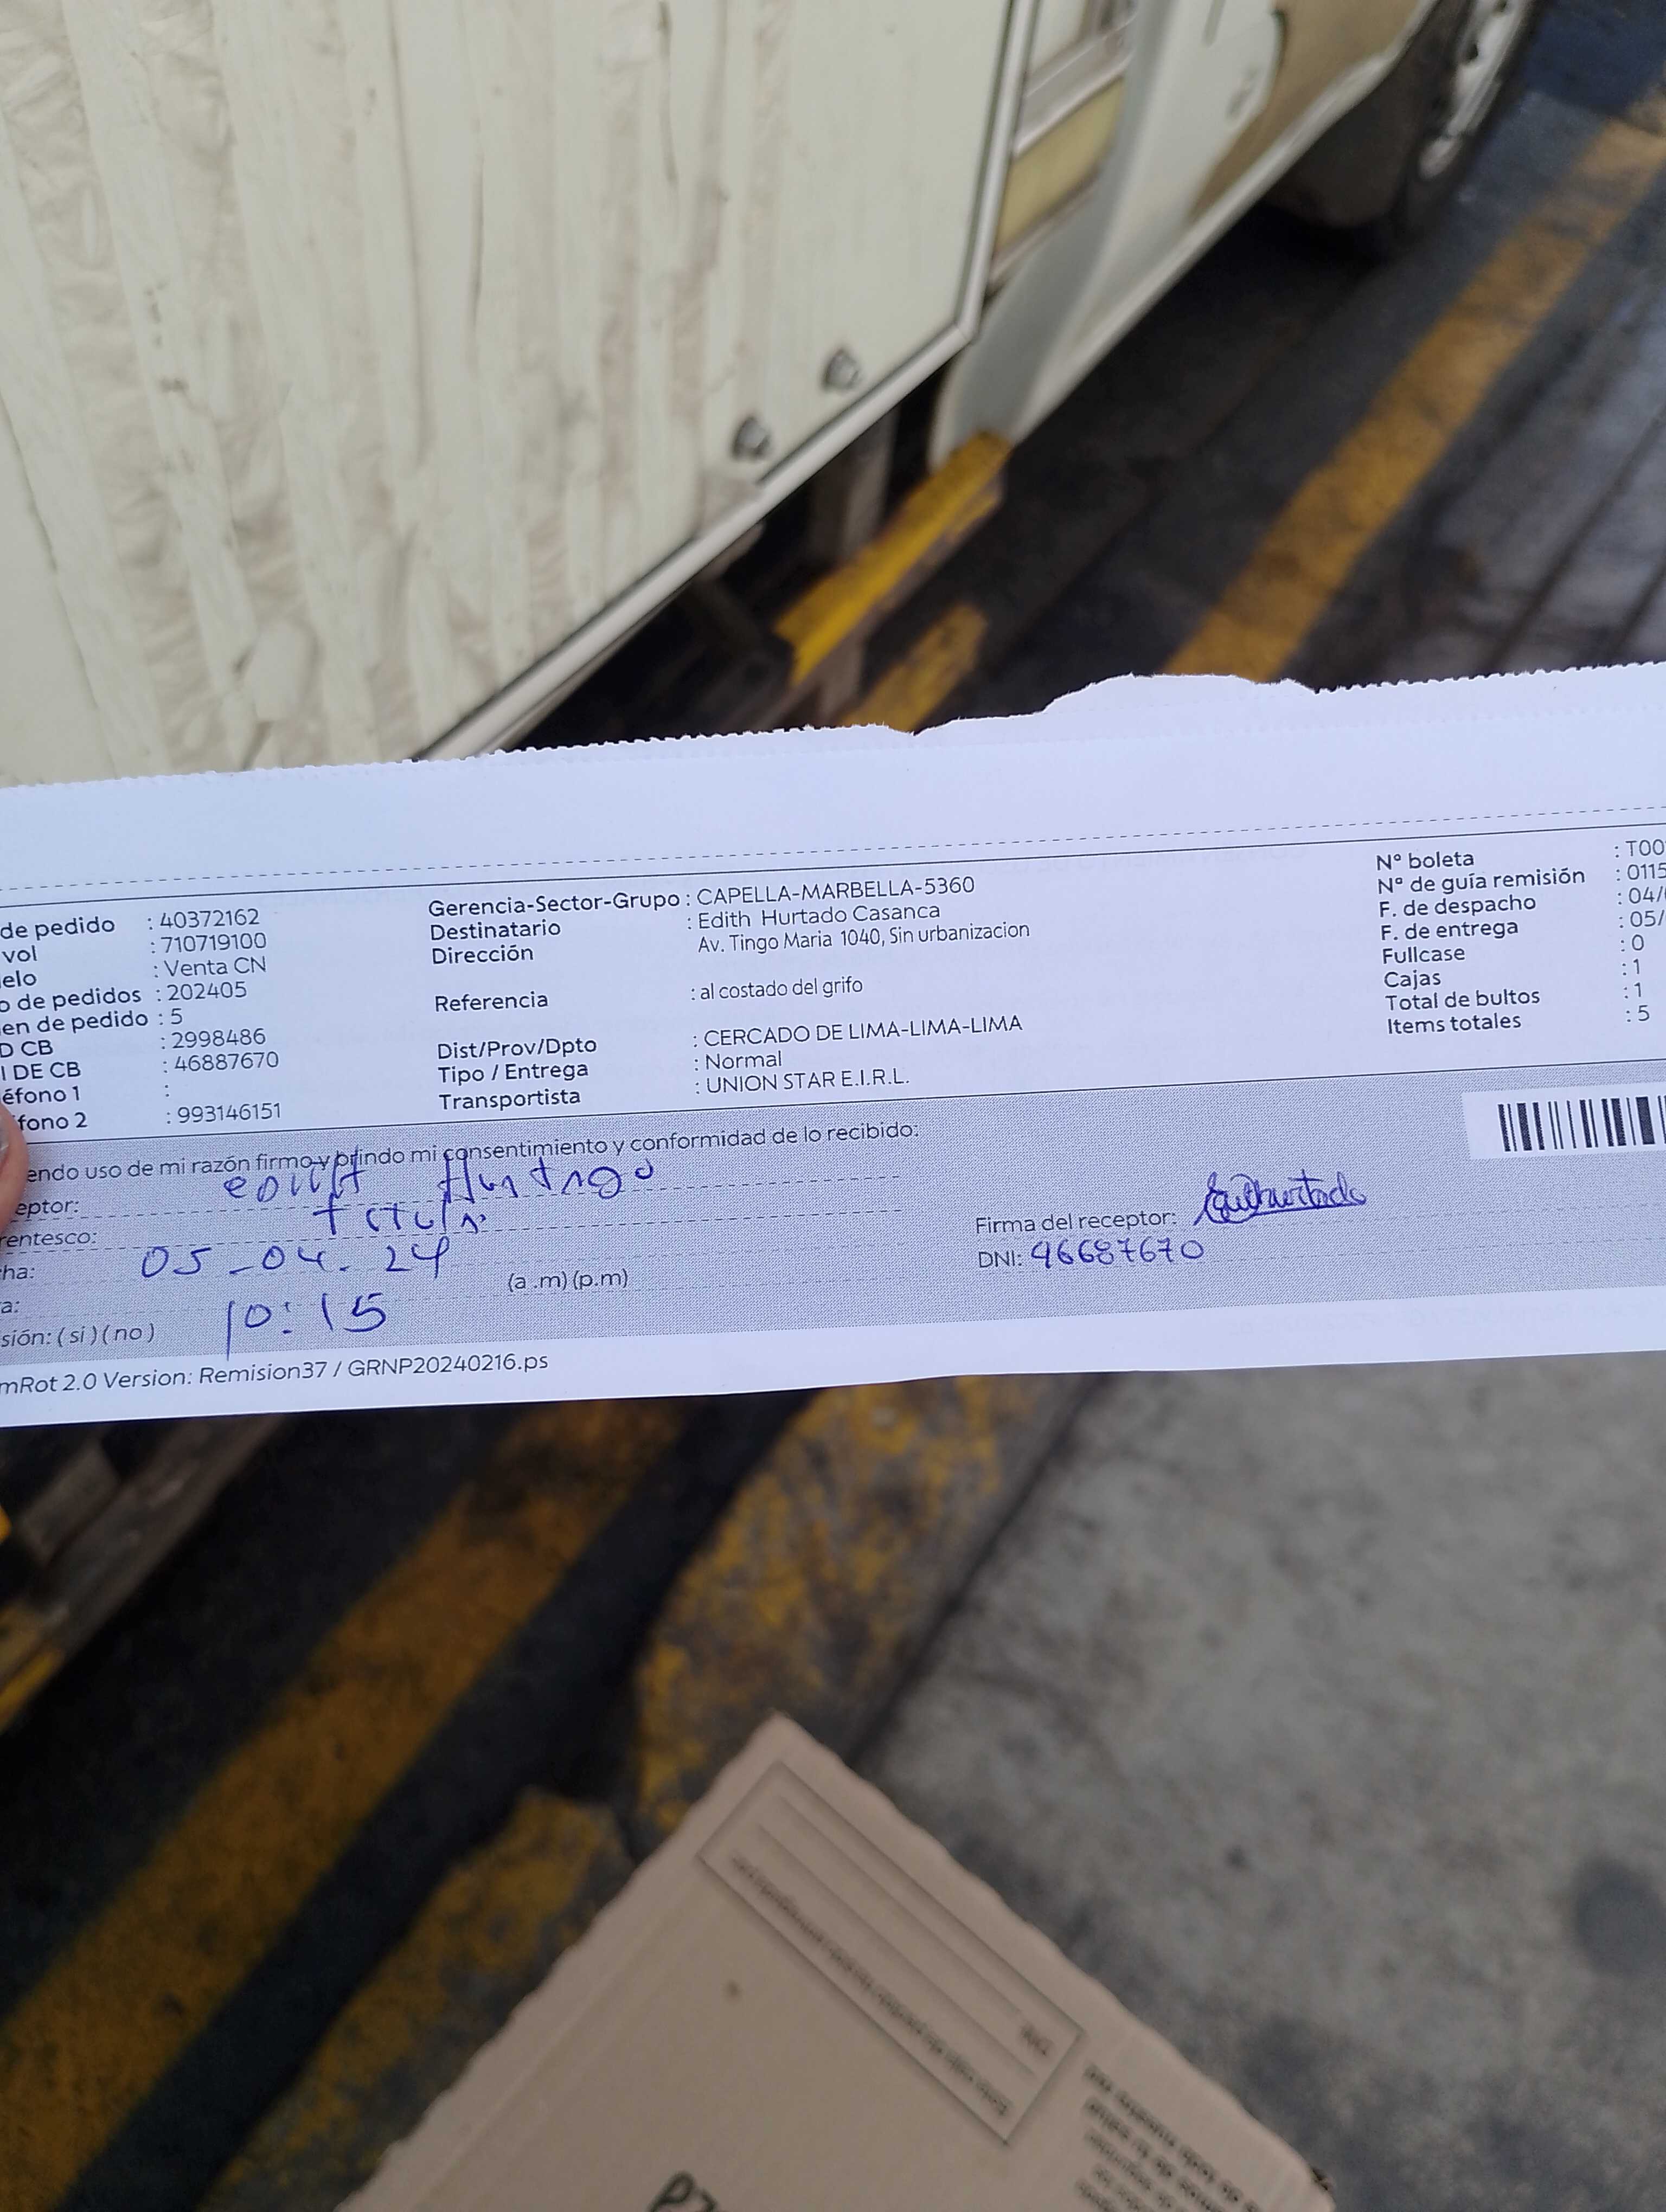 de pedido : 40372162
vol : 710719100
elo : Venta CN
o de pedidos : 202405
en de pedido : 5
D CB : 2998486
I DE CB : 46887670
éfono 1 :
fono 2 : 993146151
Gerencia-Sector-Grupo : CAPELLA-MARBELLA-5360
Destinatario : Edith Hurtado Casanca
Dirección Av. Tingo Maria 1040, Sin urbanizacion
Referencia : al costado del grifo
Dist/Prov/Dpto : CERCADO DE LIMA-LIMA-LIMA
Tipo / Entrega : Normal
Transportista : UNION STAR E.I.R.L.
Nº boleta : T00
Nº de guía remisión : 0115
F. de despacho : 04/
F. de entrega : 05/
Fullcase : 0
Cajas : 1
Total de bultos : 1
Items totales : 5
endo uso de mi razón firmo y brindo mi consentimiento y conformidad de lo recibido:
eptor:
rentesco:
ha: 05-04-24
a: 10:15 (a .m) (p.m)
sión: ( si ) ( no )
Firma del receptor:
DNI: 46687670
mRot 2.0 Version: Remision37 / GRNP20240216.ps